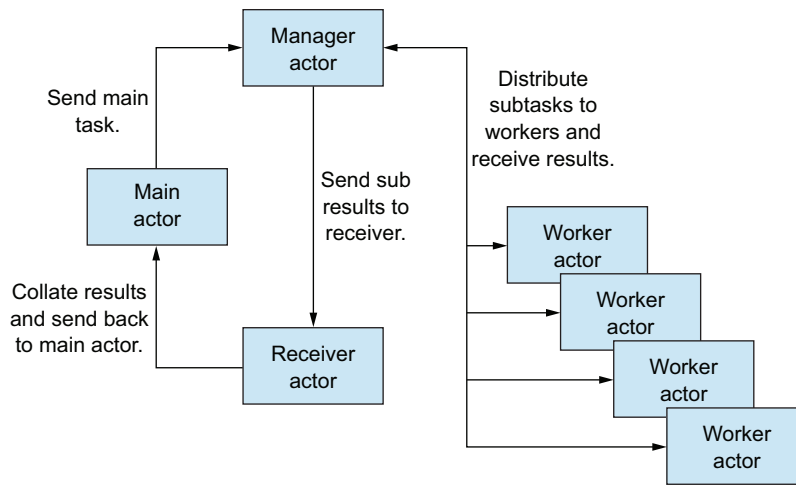 Manager
actor
Send main
task.
Distribute
subtasks to
workers and
receive results.
Main
actor
Send sub
results to
receiver.
Collate results
and send back
to main actor.
Receiver
actor
Worker
actor
Worker
actor
Worker
actor
Worker
actor